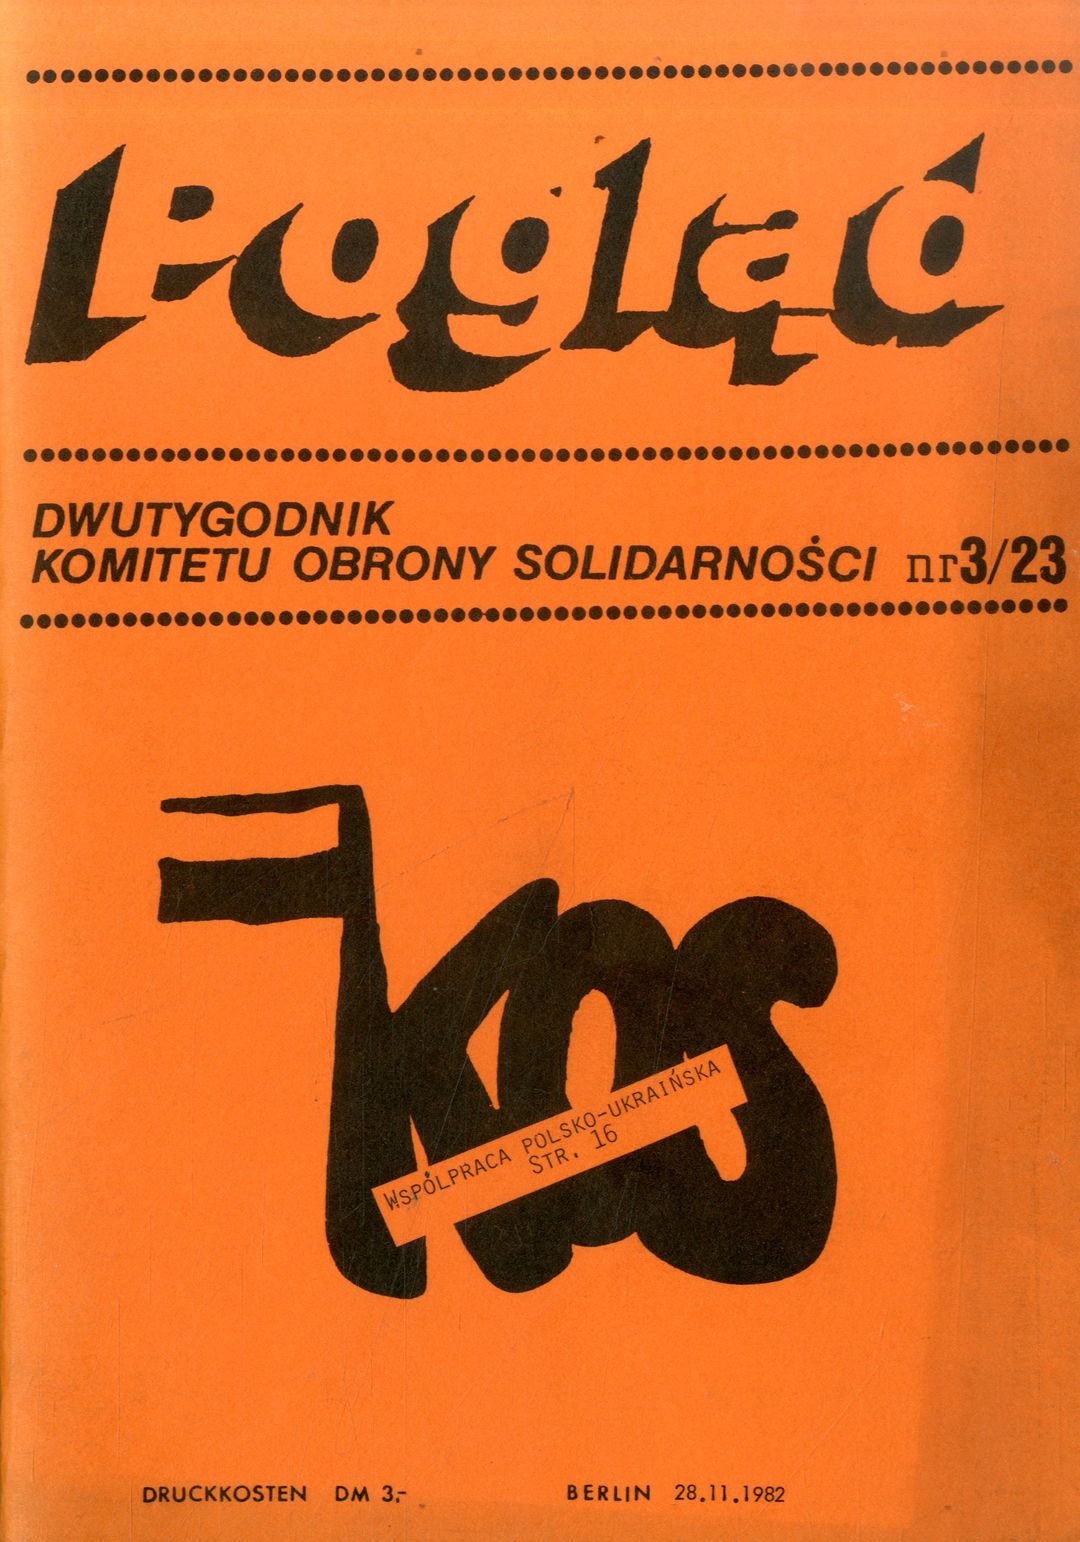 Pogląd
DWUTYGODNIK
KOMITETU OBRONY SOLIDARNOŚCI nr3/23
KOS
WSPÓŁPRACA POLSKO-UKRAIŃSKA
STR. 16
DRUCKKOSTEN DM 3,-
BERLIN 28.11.1982